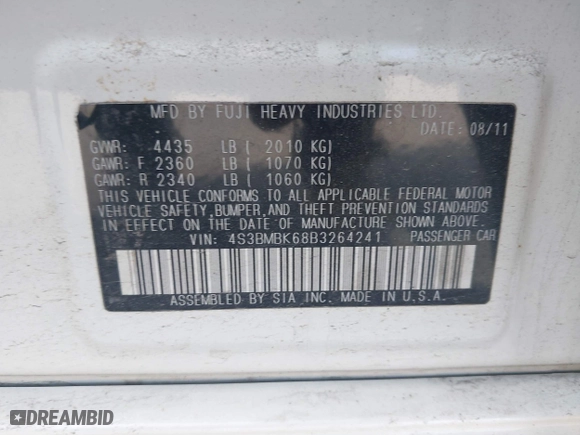 MFD BY FUJI HEAVY INDUSTRIES LTD.
DATE: 08/11
GVWR: 4435 LB ( 2010 KG)
GAWR: F 2360 LB ( 1070 KG)
GAWR: R 2340 LB ( 1060 KG)
THIS VEHICLE CONFORMS TO ALL APPLICABLE FEDERAL MOTOR
VEHICLE SAFETY, BUMPER, AND THEFT PREVENTION STANDARDS
IN EFFECT ON THE DATE OF MANUFACTURE SHOWN ABOVE.
VIN: 4S3BMBK68B3264241 PASSENGER CAR
ASSEMBLED BY SIA INC. MADE IN U.S.A.
DREAMBID